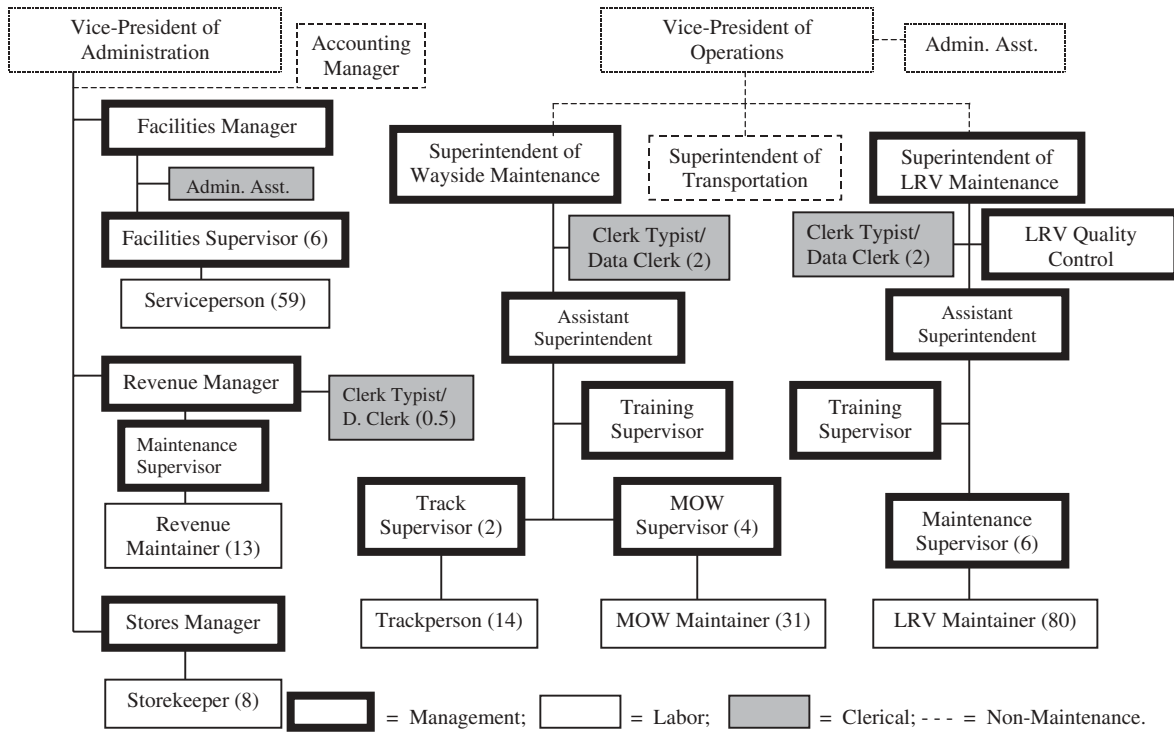 Vice-President of
Administration
Accounting
Manager
Facilities Manager
Admin. Asst.
Facilities Supervisor (6)
Serviceperson (59)
Revenue Manager
Clerk Typist/
D. Clerk (0.5)
Maintenance
Supervisor
Revenue
Maintainer (13)
Stores Manager
Storekeeper (8)
Vice-President of
Operations
Admin. Asst.
Superintendent of
Wayside Maintenance
Superintendent of
Transportation
Superintendent of
LRV Maintenance
Clerk Typist/
Data Clerk (2)
Assistant
Superintendent
Training
Supervisor
Track
Supervisor (2)
MOW
Supervisor (4)
Trackperson (14)
MOW Maintainer (31)
Clerk Typist/
Data Clerk (2)
LRV Quality
Control
Assistant
Superintendent
Training
Supervisor
Maintenance
Supervisor (6)
LRV Maintainer (80)
= Management; = Labor; = Clerical; - - - = Non-Maintenance.